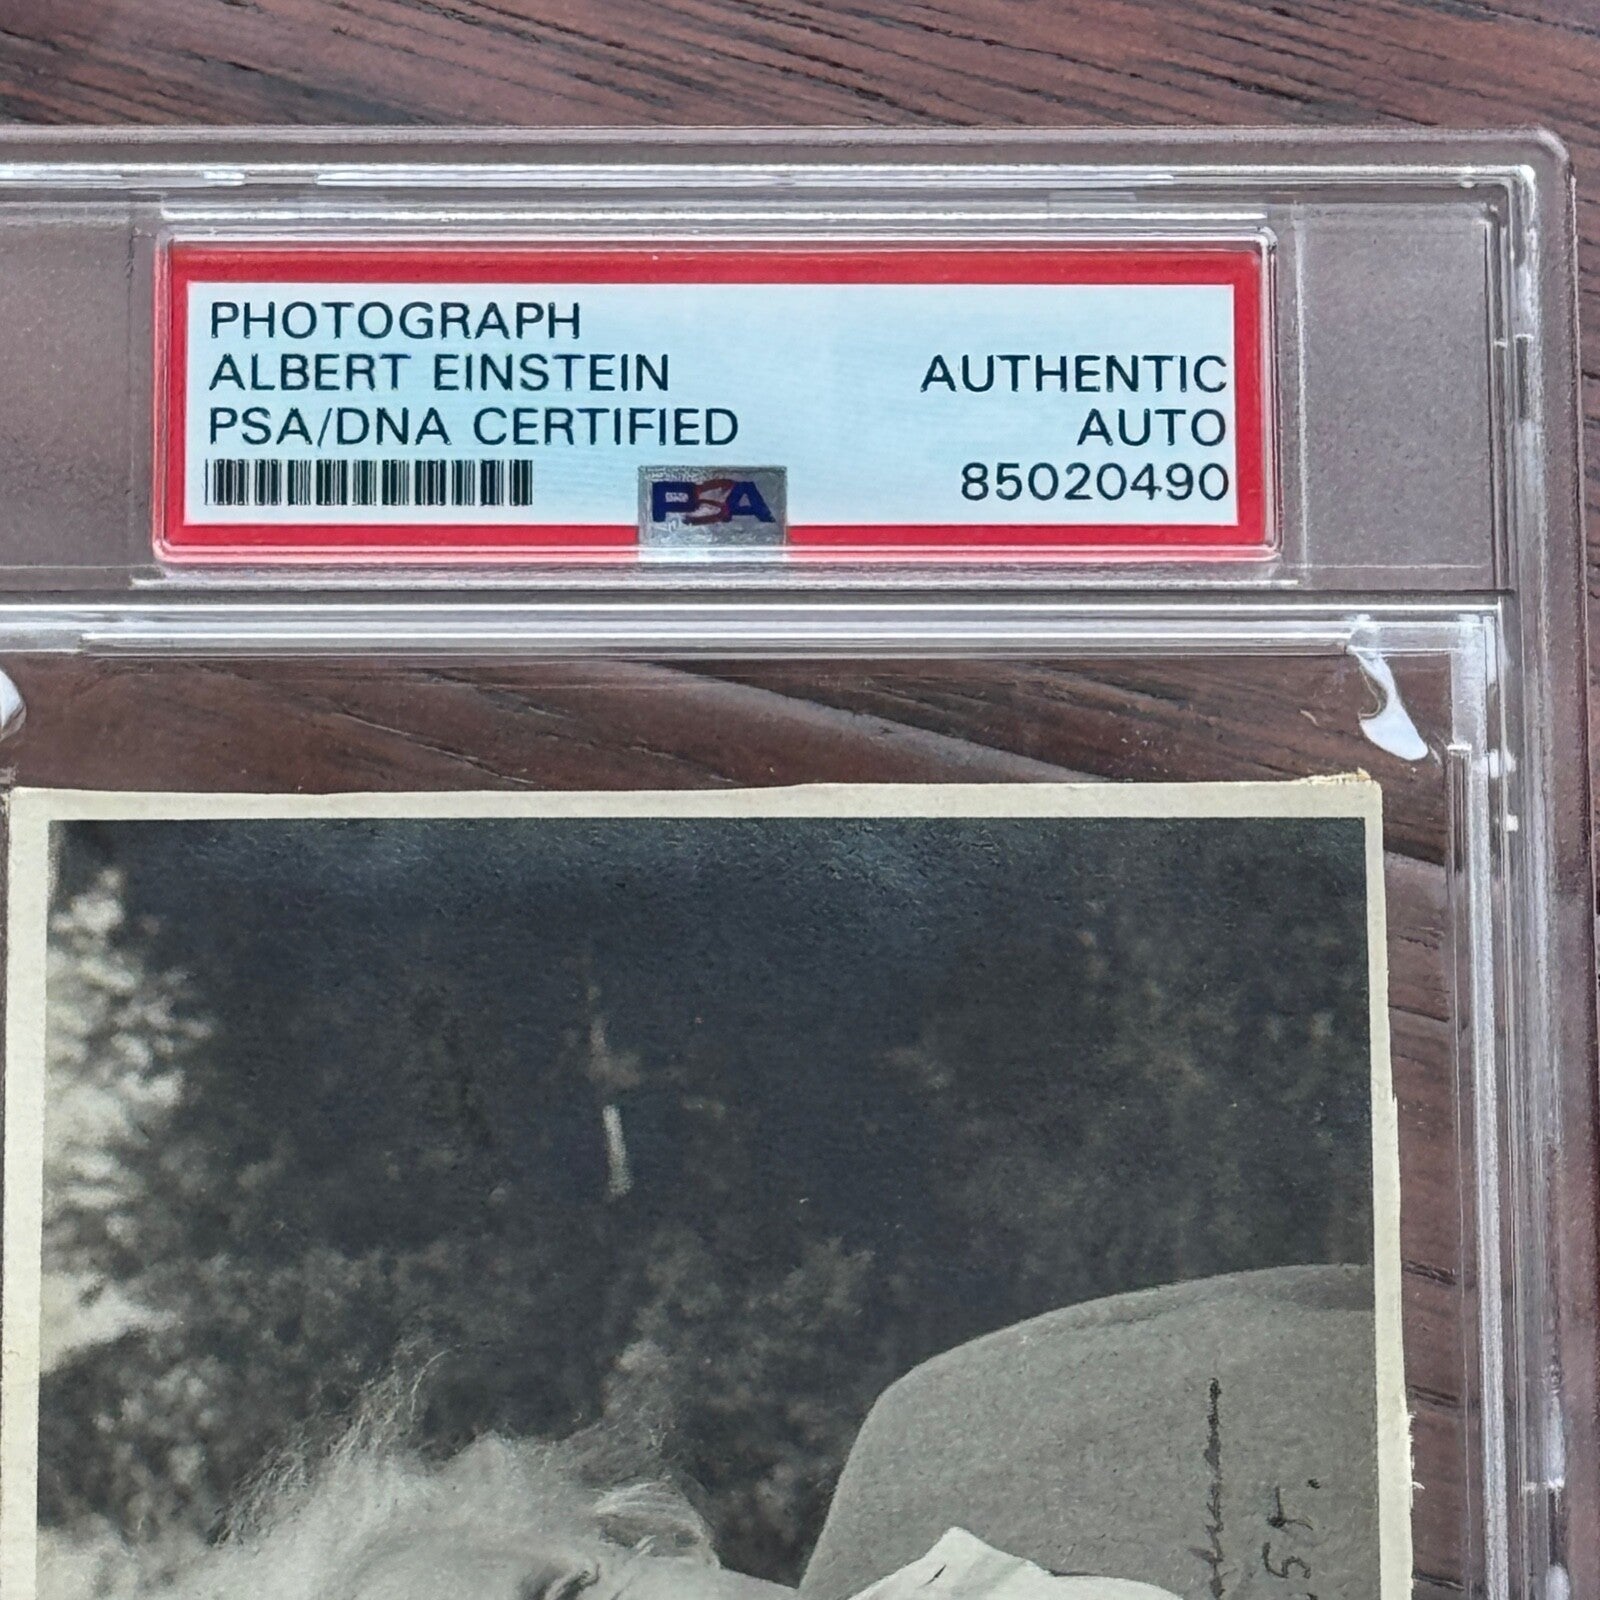 PHOTOGRAPH
ALBERT EINSTEIN AUTHENTIC
PSA/DNA CERTIFIED AUTO
PSA 85020490